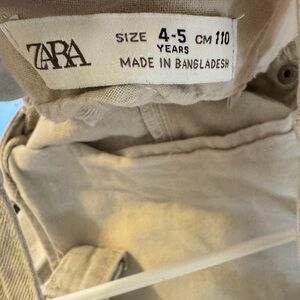 ZARA
SIZE 4-5 CM 110
YEARS
MADE IN BANGLADESH